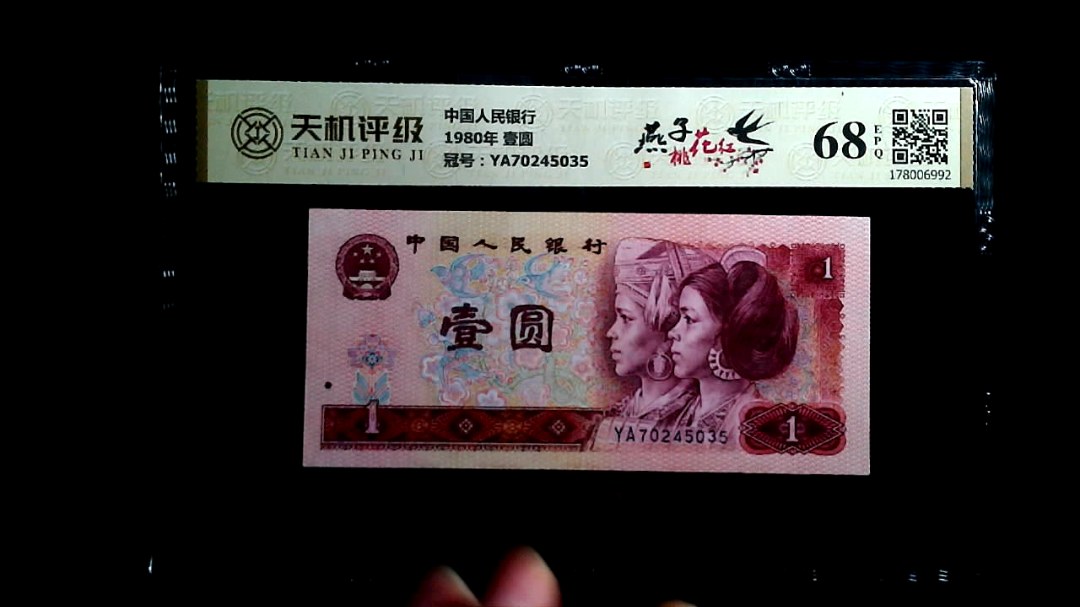 天机评级
TIAN JI PING JI
中国人民银行
1980年 壹圆
冠号：YA70245035
燕子
桃花红
68
EPQ
178006992
中国人民银行
壹圆
1
1
YA70245035
1